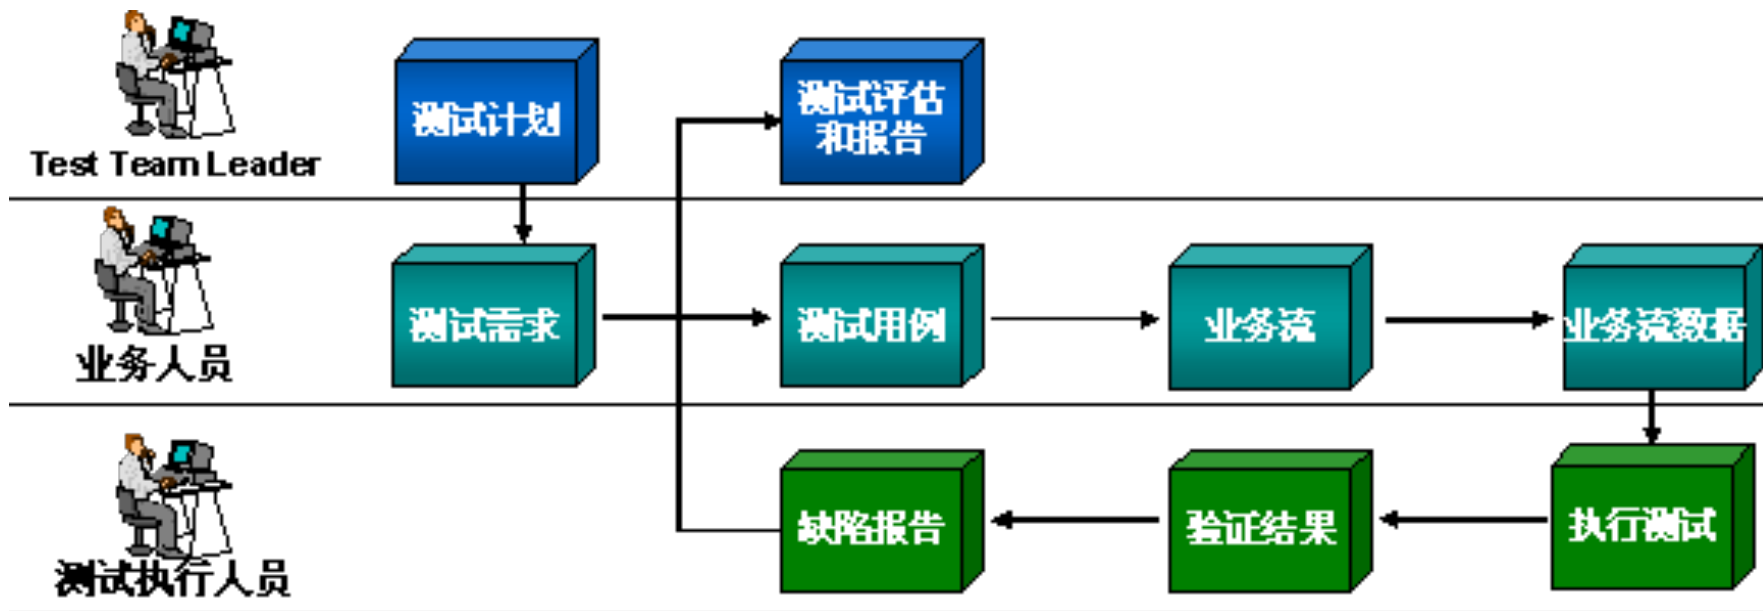 测试计划
测试评估
和报告
Test Team Leader
测试需求
测试用例
业务流
业务流数据
业务人员
缺陷报告
验证结果
执行测试
测试执行人员